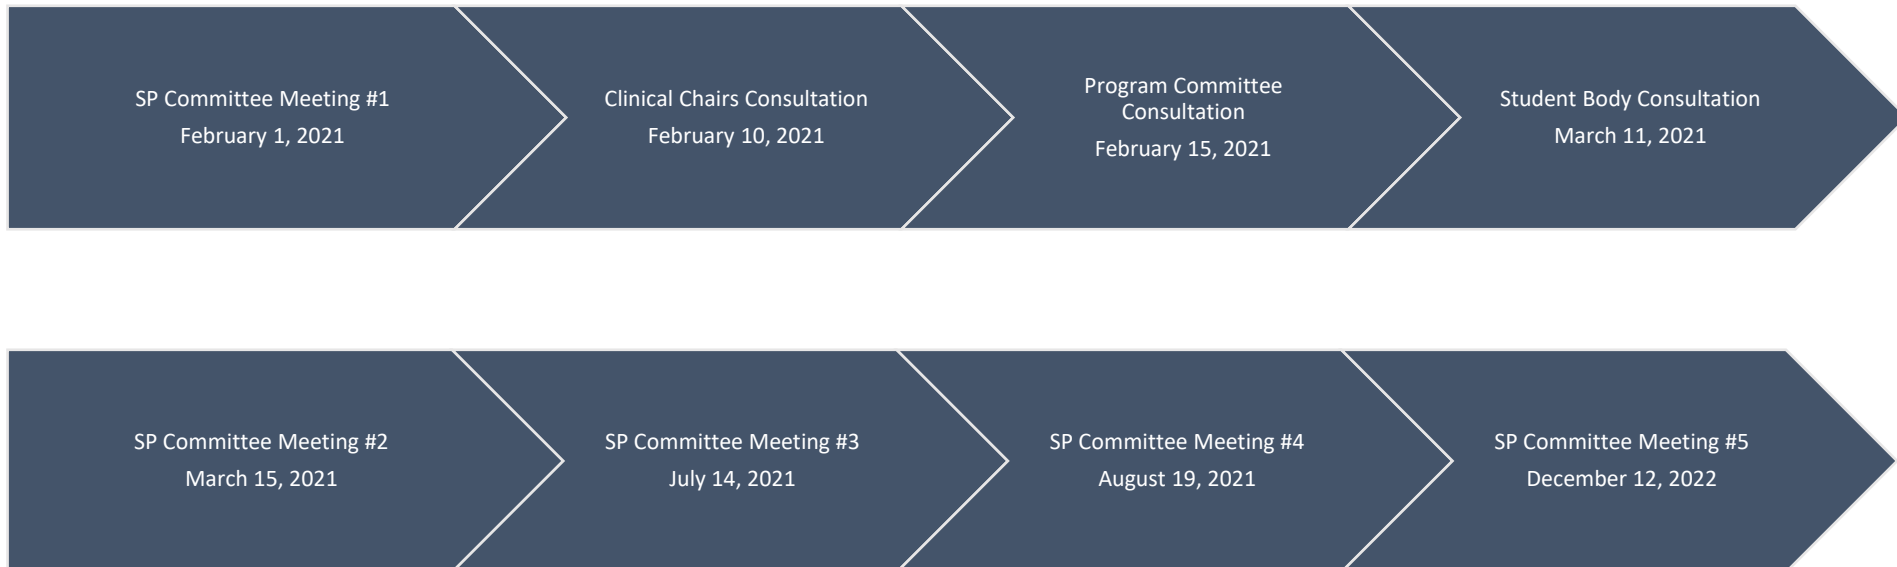 SP Committee Meeting #1
February 1, 2021
Clinical Chairs Consultation
February 10, 2021
Program Committee
Consultation
February 15, 2021
Student Body Consultation
March 11, 2021
SP Committee Meeting #2
March 15, 2021
SP Committee Meeting #3
July 14, 2021
SP Committee Meeting #4
August 19, 2021
SP Committee Meeting #5
December 12, 2022